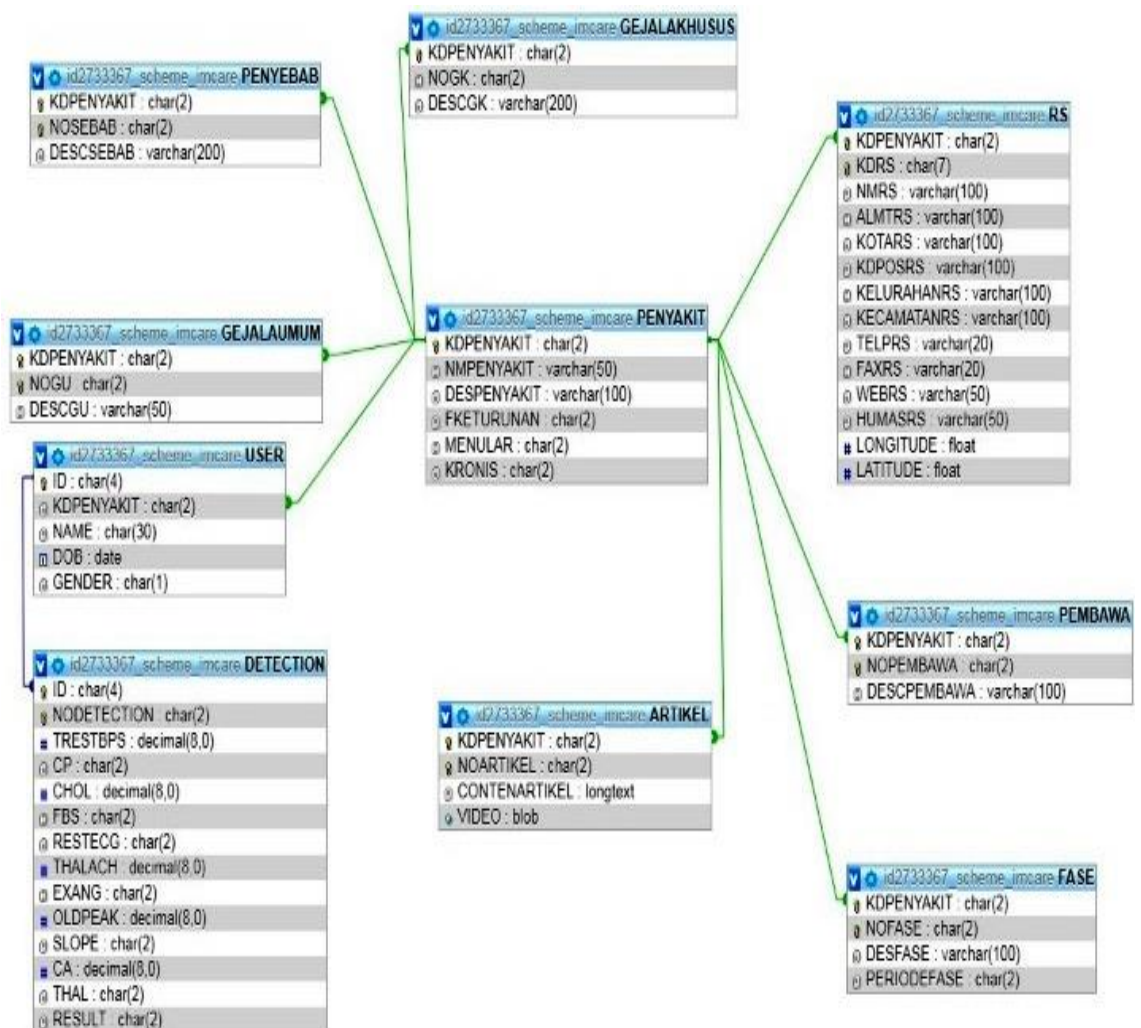 id2733367_scheme_imcare GEJALAKHUSUS
KDPENYAKIT : char(2)
NOGK : char(2)
DESCGK : varchar(200)
id2733367_scheme_imcare PENYEBAB
KDPENYAKIT : char(2)
NOSEBAB : char(2)
DESCSEBAB : varchar(200)
id2733367_scheme_imcare RS
KDPENYAKIT : char(2)
KDRS : char(7)
NMRS : varchar(100)
ALMTRS : varchar(100)
KOTARS : varchar(100)
KDPOSRS : varchar(100)
KELURAHANRS : varchar(100)
KECAMATANRS : varchar(100)
TELPRS : varchar(20)
FAXRS : varchar(20)
WEBRS : varchar(50)
HUMASRS : varchar(50)
# LONGITUDE : float
# LATITUDE : float
id2733367_scheme_imcare PENYAKIT
KDPENYAKIT : char(2)
NMPENYAKIT : varchar(50)
DESPENYAKIT : varchar(100)
FKETURUNAN : char(2)
MENULAR : char(2)
KRONIS : char(2)
id2733367_scheme_imcare GEJALAUMUM
KDPENYAKIT : char(2)
NOGU : char(2)
DESCGU : varchar(50)
id2733367_scheme_imcare USER
ID : char(4)
KDPENYAKIT : char(2)
NAME : char(30)
DOB : date
GENDER : char(1)
id2733367_scheme_imcare DETECTION
ID : char(4)
NODETECTION : char(2)
TRESTBPS : decimal(8,0)
CP : char(2)
CHOL : decimal(8,0)
FBS : char(2)
RESTECG : char(2)
THALACH : decimal(8,0)
EXANG : char(2)
OLDPEAK : decimal(8,0)
SLOPE : char(2)
CA : decimal(8,0)
THAL : char(2)
RESULT : char(2)
id2733367_scheme_imcare ARTIKEL
KDPENYAKIT : char(2)
NOARTIKEL : char(2)
CONTENARTIKEL : longtext
VIDEO : blob
id2733367_scheme_imcare PEMBAWA
KDPENYAKIT : char(2)
NOPEMBAWA : char(2)
DESCPEMBAWA : varchar(100)
id2733367_scheme_imcare FASE
KDPENYAKIT : char(2)
NOFASE : char(2)
DESFASE : varchar(100)
PERIODEFASE : char(2)